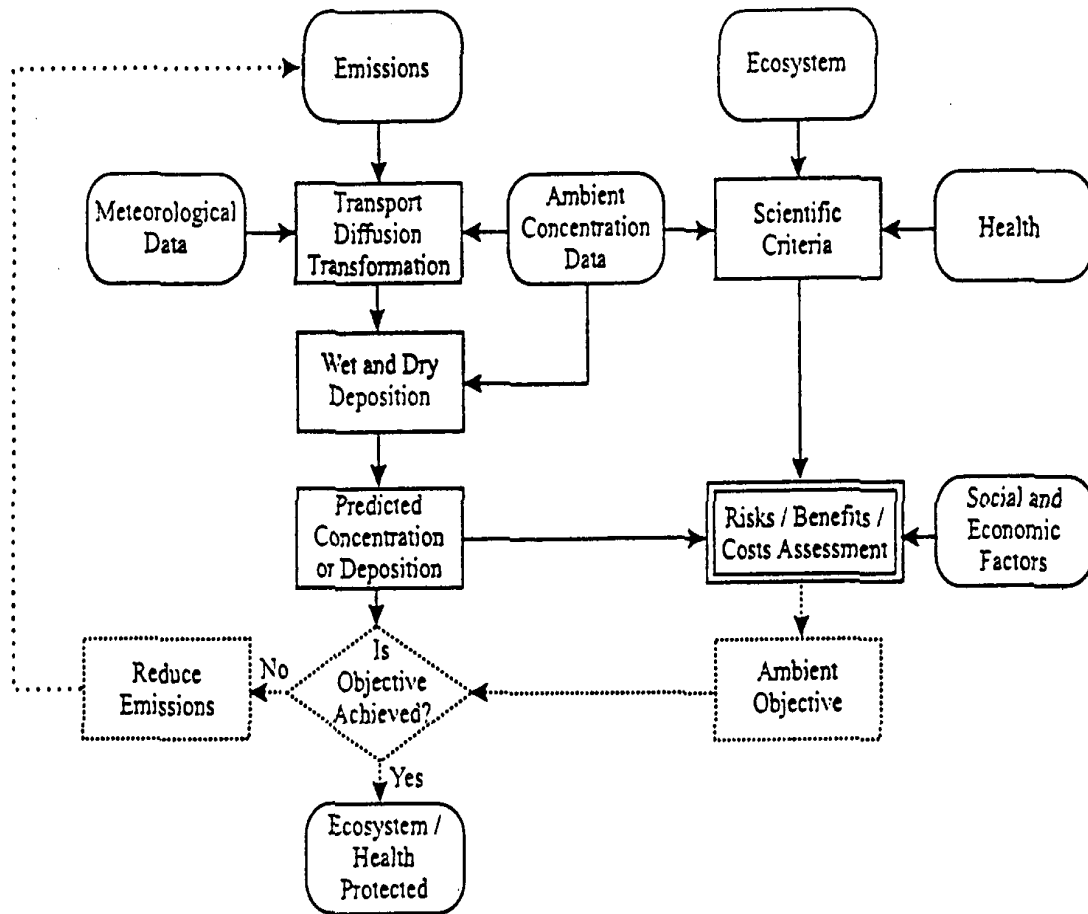 Emissions
Ecosystem
Meteorological
Data
Transport
Diffusion
Transformation
Ambient
Concentration
Data
Scientific
Criteria
Health
Wet and Dry
Deposition
Predicted
Concentration
or Deposition
Risks / Benefits /
Costs Assessment
Social and
Economic
Factors
Reduce
Emissions
No
Is
Objective
Achieved?
Ambient
Objective
Yes
Ecosystem /
Health
Protected